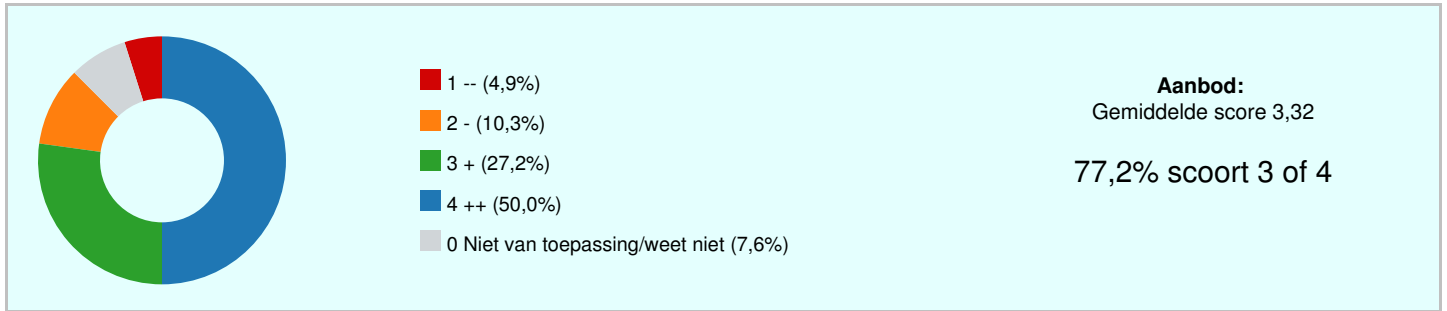 1 -- (4,9%)
2 - (10,3%)
3 + (27,2%)
4 ++ (50,0%)
0 Niet van toepassing/weet niet (7,6%)
Aanbod:
Gemiddelde score 3,32
77,2% scoort 3 of 4